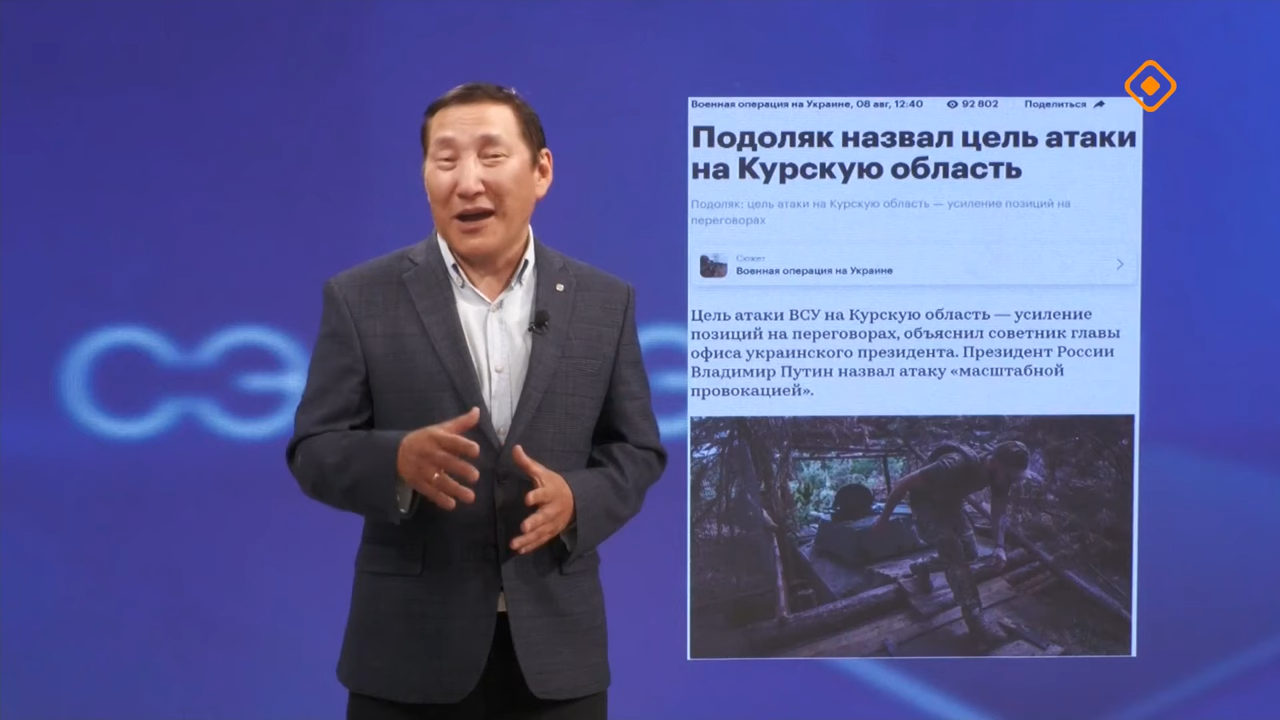 Военная операция на Украине, 08 авг, 12:40 92 802 Поделиться
Подоляк назвал цель атаки
на Курскую область
Подоляк: цель атаки на Курскую область — усиление позиций на
переговорах
Сюжет
Военная операция на Украине
Цель атаки ВСУ на Курскую область — усиление
позиций на переговорах, объяснил советник главы
офиса украинского президента. Президент России
Владимир Путин назвал атаку «масштабной
провокацией».